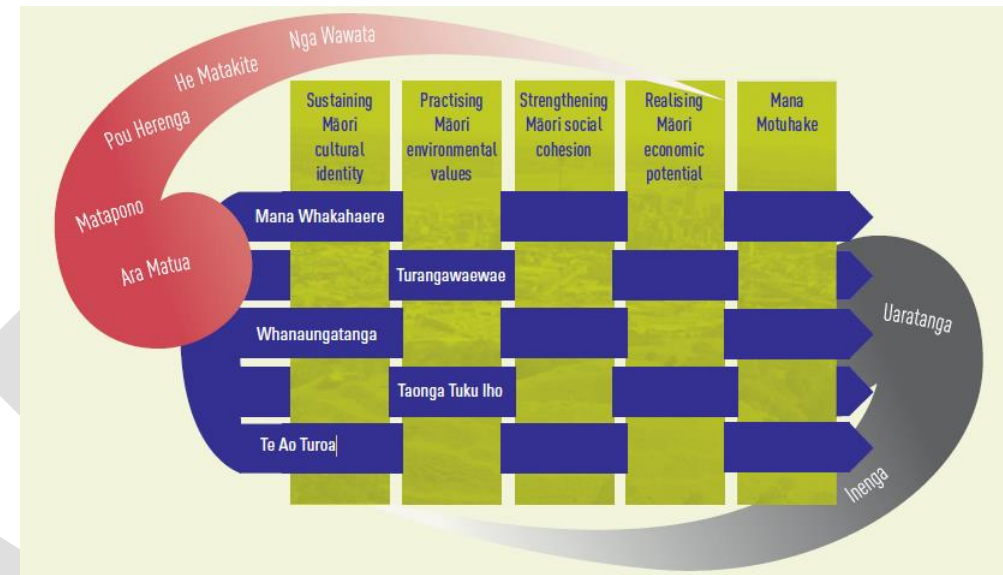 Nga Wawata
He Matakite
Pou Herenga
Matapono
Ara Matua
Sustaining
Māori
cultural
identity
Practising
Māori
environmental
values
Strengthening
Māori social
cohesion
Realising
Māori
economic
potential
Mana
Motuhake
Mana Whakahaere
Turangawaewae
Whanaungatanga
Taonga Tuku Iho
Te Ao Turoa
Uaratanga
Inenga